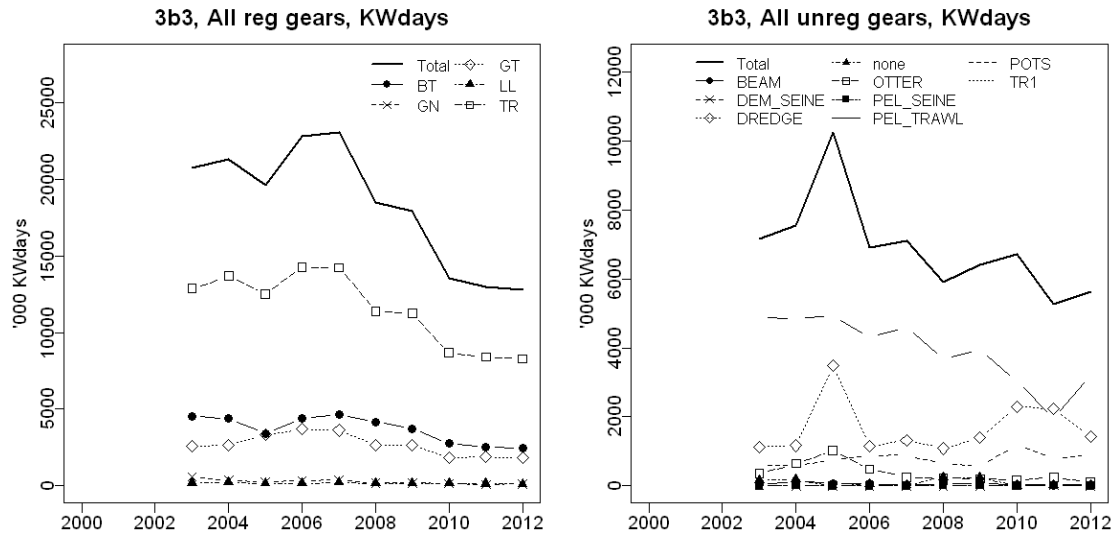 3b3, All reg gears, KWdays
Total GT
BT LL
GN TR
'000 KWdays
25000
20000
15000
10000
5000
0
2000 2002 2004 2006 2008 2010 2012
3b3, All unreg gears, KWdays
Total none POTS
BEAM OTTER TR1
DEM_SEINE PEL_SEINE
DREDGE PEL_TRAWL
'000 KWdays
12000
10000
8000
6000
4000
2000
0
2000 2002 2004 2006 2008 2010 2012